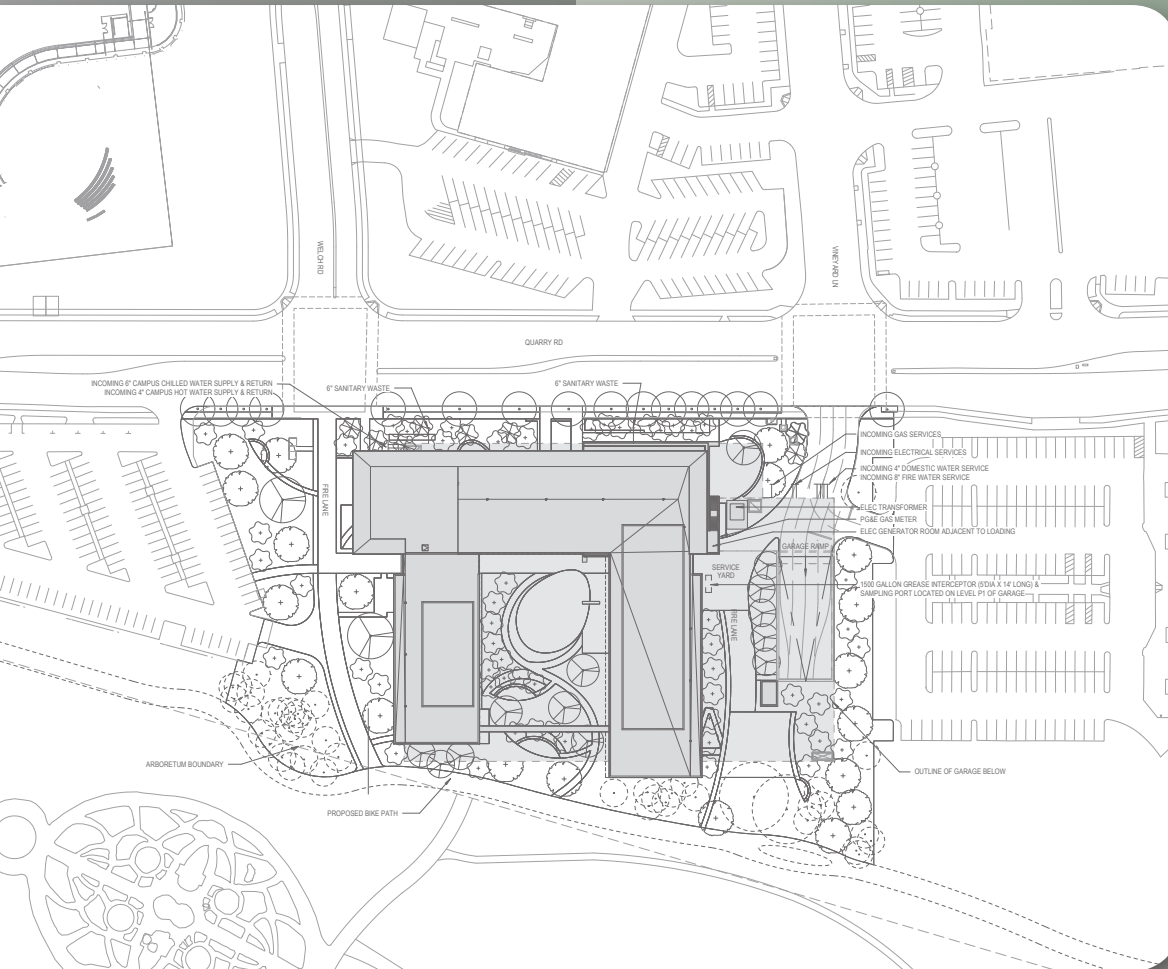 WELCH RD
VINEYARD LN
QUARRY RD
INCOMING 6" CAMPUS CHILLED WATER SUPPLY & RETURN
INCOMING 4" CAMPUS HOT WATER SUPPLY & RETURN
6" SANITARY WASTE
6" SANITARY WASTE
INCOMING GAS SERVICES
INCOMING ELECTRICAL SERVICES
INCOMING 4" DOMESTIC WATER SERVICE
INCOMING 8" FIRE WATER SERVICE
FIRE LANE
ELEC TRANSFORMER
PG&E GAS METER
ELEC GENERATOR ROOM ADJACENT TO LOADING
GARAGE RAMP
SERVICE
YARD
1500 GALLON GREASE INTERCEPTOR (5'DIA X 14' LONG) &
SAMPLING PORT LOCATED ON LEVEL P1 OF GARAGE
FIRE LANE
ARBORETUM BOUNDARY
OUTLINE OF GARAGE BELOW
PROPOSED BIKE PATH